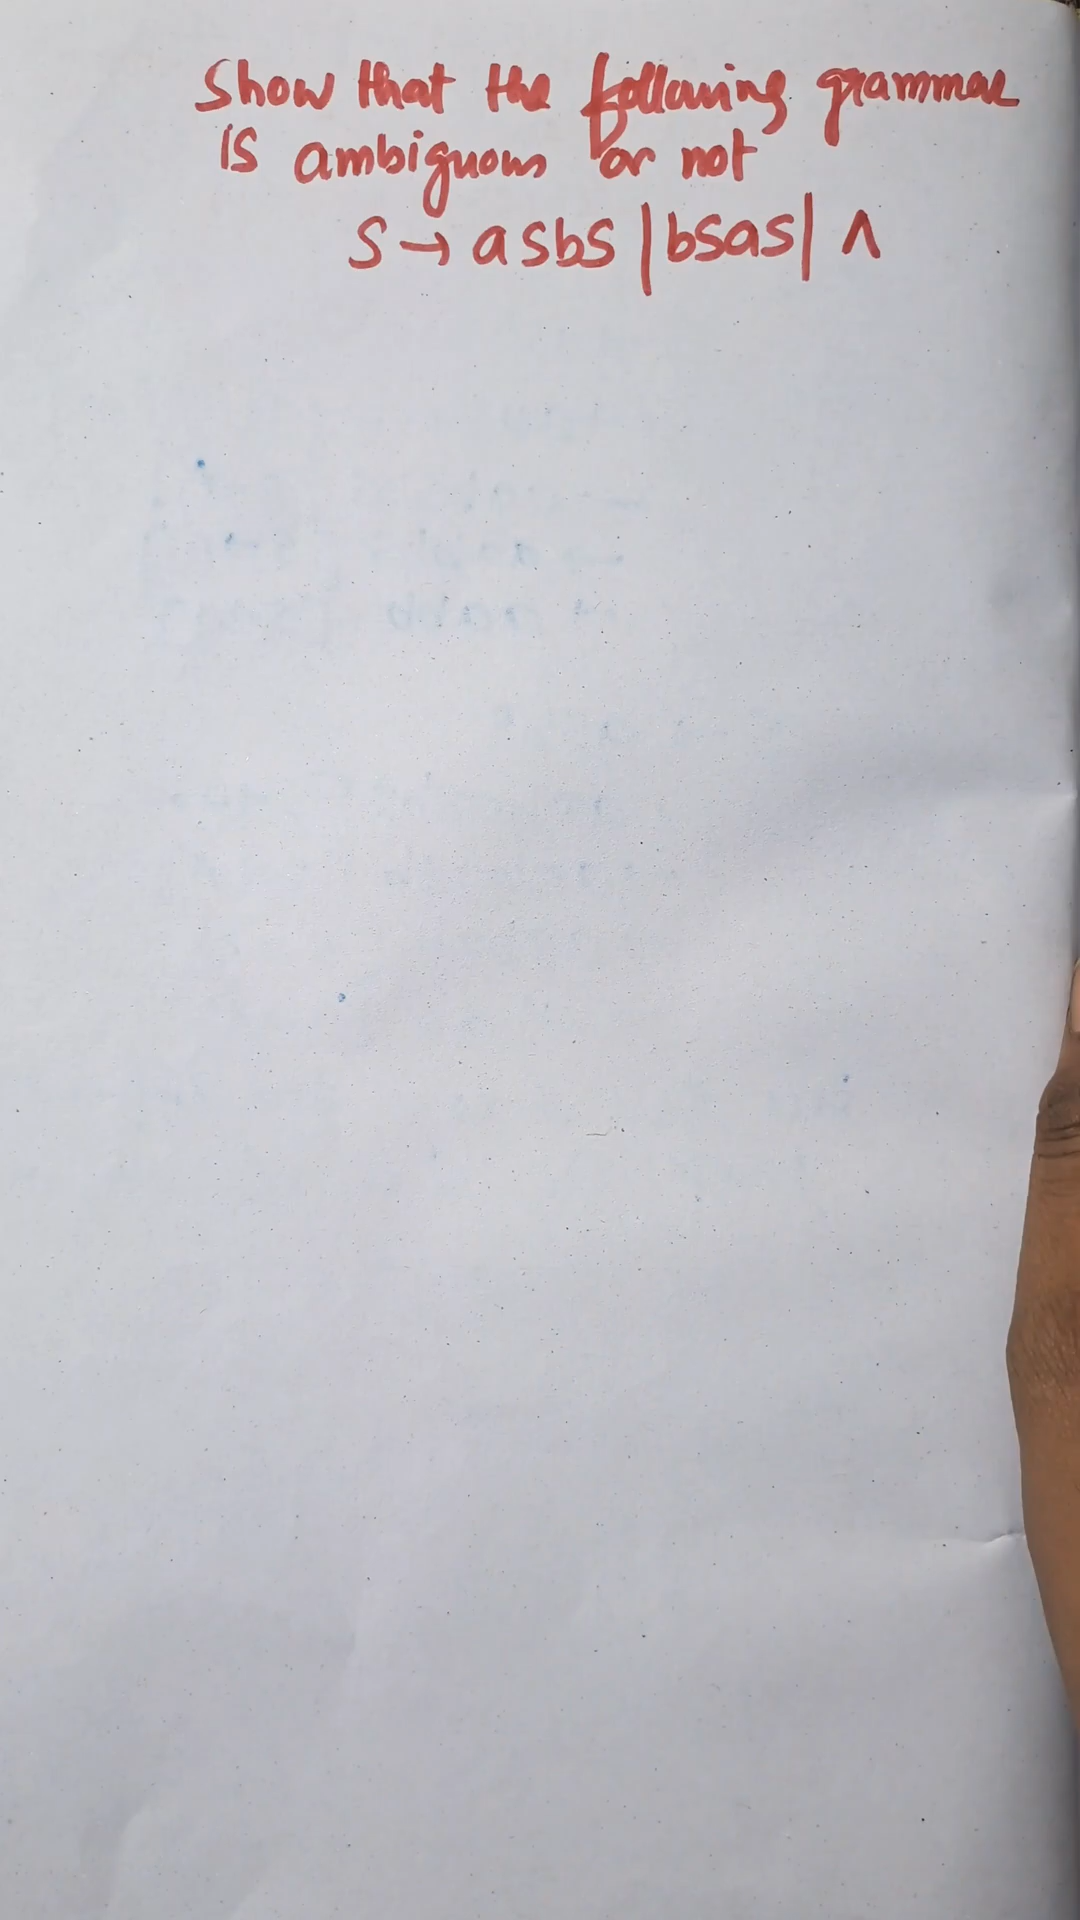 Show that the following grammar
is ambiguous or not
S → asbs | bsas | ∧